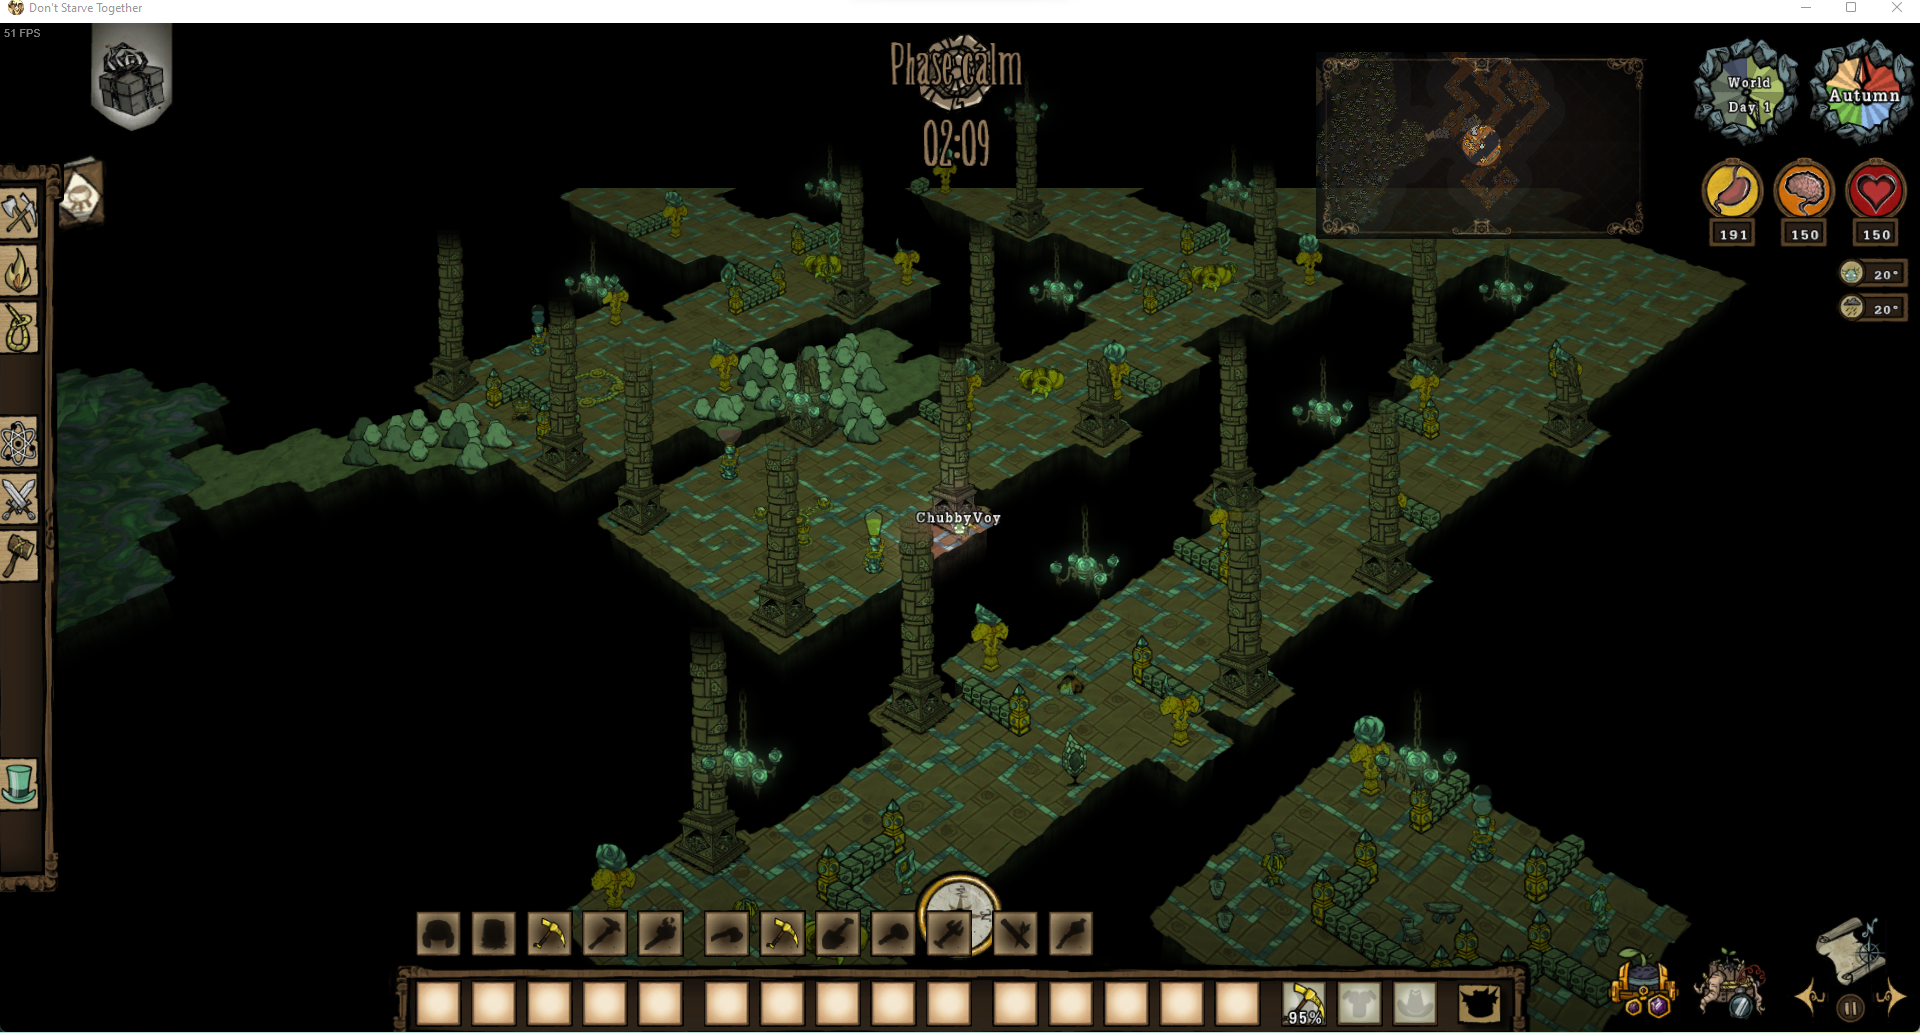 Don't Starve Together
51 FPS
Phase calm
02:09
World
Day 1
Autumn
191
150
150
20°
20°
ChubbyVoy
95%